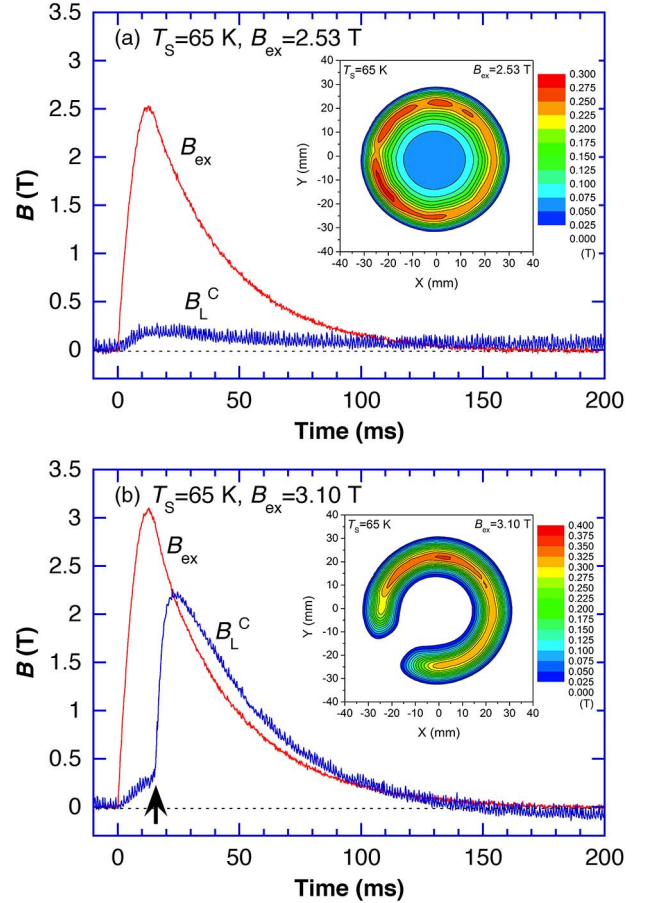 (a) T_S=65 K, B_ex=2.53 T
3.5
3
2.5
2
1.5
1
0.5
0
B (T)
B_ex
B_L^C
0 50 100 150 200
Time (ms)
T_S=65 K B_ex=2.53 T
40
30
20
10
0
-10
-20
-30
-40
Y (mm)
-40 -30 -20 -10 0 10 20 30 40
X (mm)
0.300
0.275
0.250
0.225
0.200
0.175
0.150
0.125
0.100
0.075
0.050
0.025
0.000
(T)
(b) T_S=65 K, B_ex=3.10 T
3.5
3
2.5
2
1.5
1
0.5
0
B (T)
B_ex
B_L^C
0 50 100 150 200
Time (ms)
T_S=65 K B_ex=3.10 T
40
30
20
10
0
-10
-20
-30
-40
Y (mm)
-40 -30 -20 -10 0 10 20 30 40
X (mm)
0.400
0.375
0.350
0.325
0.300
0.275
0.250
0.225
0.200
0.175
0.150
0.125
0.100
0.075
0.050
0.025
0.000
(T)